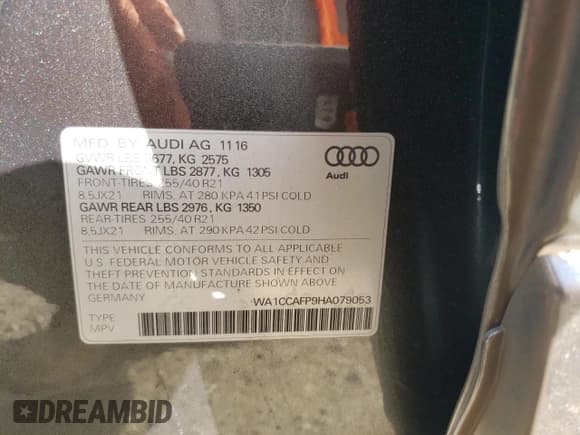 MFD BY AUDI AG 11 16
GVWR LBS 5677, KG 2575
GAWR FRONT LBS 2877, KG 1305
FRONT-TIRES 255/40 R21
8.5JX21 RIMS. AT 280 KPA 41 PSI COLD
GAWR REAR LBS 2976, KG 1350
REAR-TIRES 255/40 R21
8.5JX21 RIMS. AT 290 KPA 42 PSI COLD
THIS VEHICLE CONFORMS TO ALL APPLICABLE
U.S. FEDERAL MOTOR VEHICLE SAFETY AND
THEFT PREVENTION STANDARDS IN EFFECT ON
THE DATE OF MANUFACTURE SHOWN ABOVE
GERMANY
WA1CCAFP9HA079053
TYPE
MPV
Audi
DREAMBID